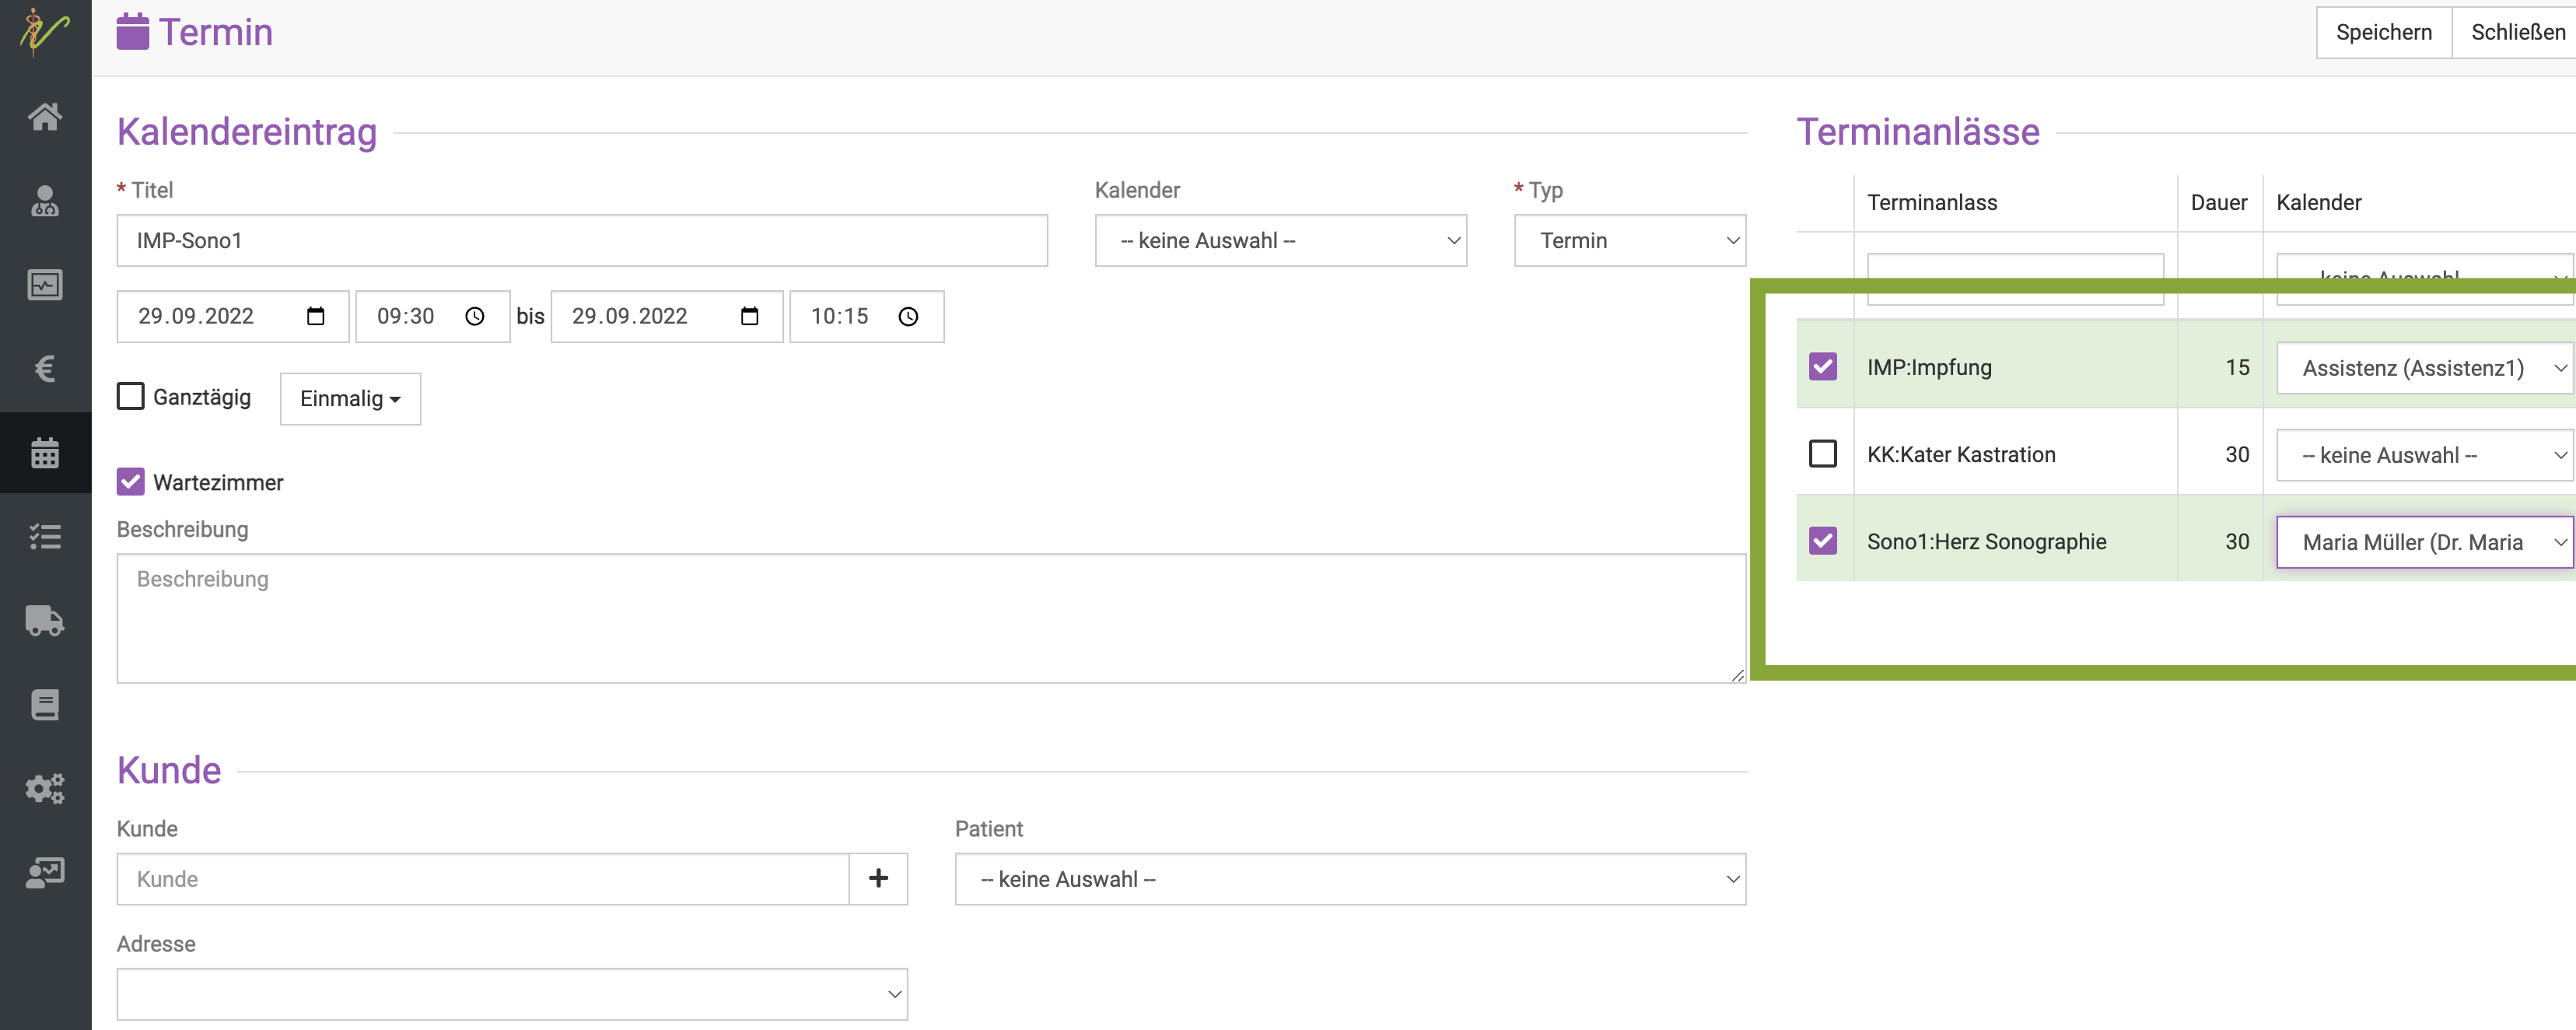 Termin
Speichern
Schließen
Kalendereintrag
* Titel
Kalender
* Typ
IMP-Sono1
-- keine Auswahl --
Termin
29.09.2022
09:30
bis
29.09.2022
10:15
Ganztägig
Einmalig
Wartezimmer
Beschreibung
Beschreibung
Kunde
Kunde
Patient
Kunde
+
-- keine Auswahl --
Adresse
Terminanlässe
Terminanlass
Dauer
Kalender
keine Auswahl
IMP:Impfung
15
Assistenz (Assistenz1)
KK:Kater Kastration
30
-- keine Auswahl --
Sono1:Herz Sonographie
30
Maria Müller (Dr. Maria